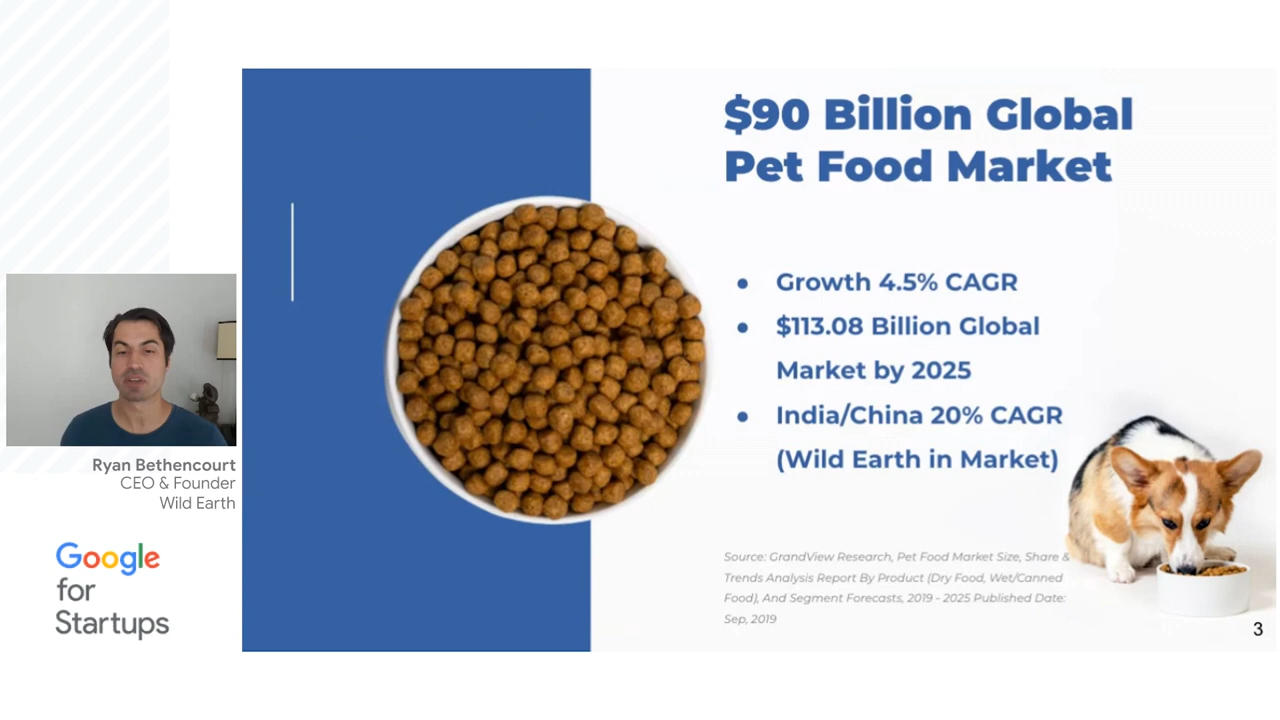 $90 Billion Global
Pet Food Market
● Growth 4.5% CAGR
● $113.08 Billion Global
Market by 2025
● India/China 20% CAGR
(Wild Earth in Market)
Source: GrandView Research, Pet Food Market Size, Share &
Trends Analysis Report By Product (Dry Food, Wet/Canned
Food), And Segment Forecasts, 2019 - 2025 Published Date:
Sep, 2019
3
Ryan Bethencourt
CEO & Founder
Wild Earth
Google
for
Startups